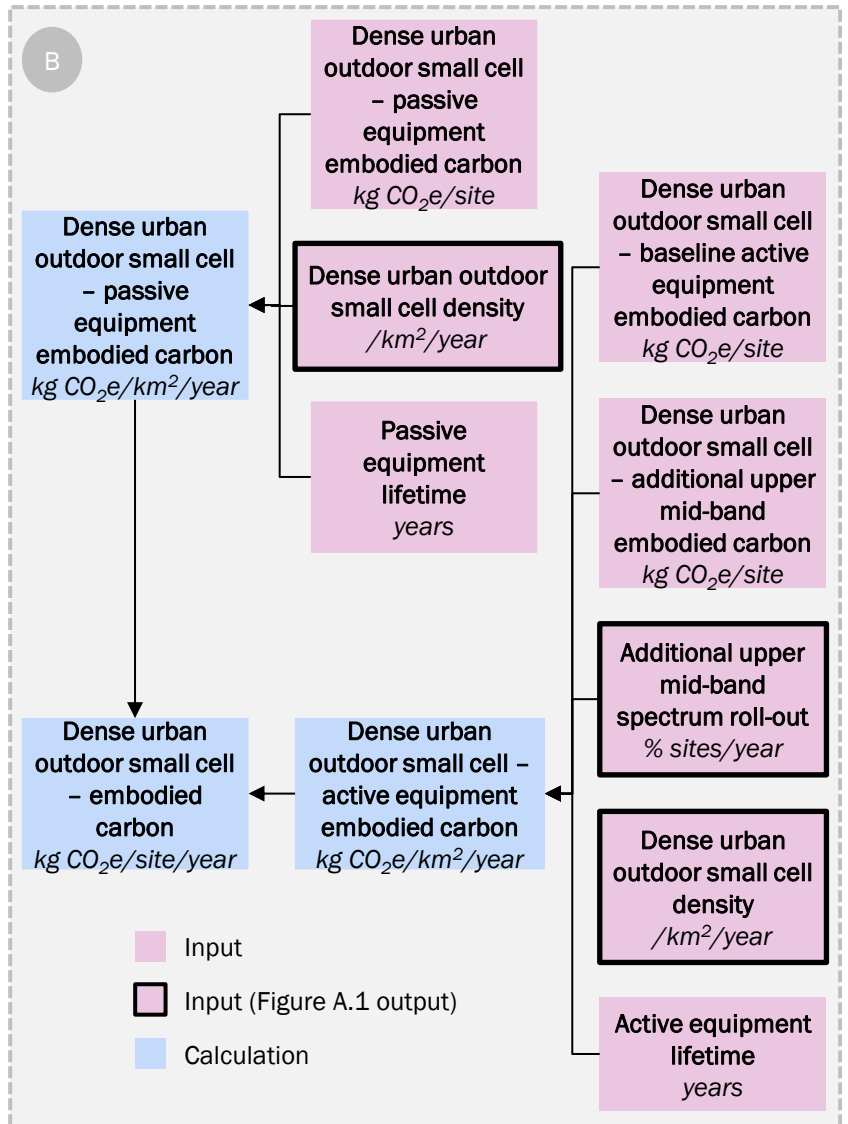 B
Dense urban
outdoor small cell
– passive
equipment
embodied carbon
kg CO₂e/site
Dense urban
outdoor small cell
– baseline active
equipment
embodied carbon
kg CO₂e/site
Dense urban
outdoor small cell
– passive
equipment
embodied carbon
kg CO₂e/km²/year
Dense urban outdoor
small cell density
/km²/year
Passive
equipment
lifetime
years
Dense urban
outdoor small cell
– additional upper
mid-band
embodied carbon
kg CO₂e/site
Additional upper
mid-band
spectrum roll-out
% sites/year
Dense urban
outdoor small cell
– embodied
carbon
kg CO₂e/site/year
Dense urban
outdoor small cell –
active equipment
embodied carbon
kg CO₂e/km²/year
Dense urban
outdoor small cell
density
/km²/year
Active equipment
lifetime
years
Input
Input (Figure A.1 output)
Calculation